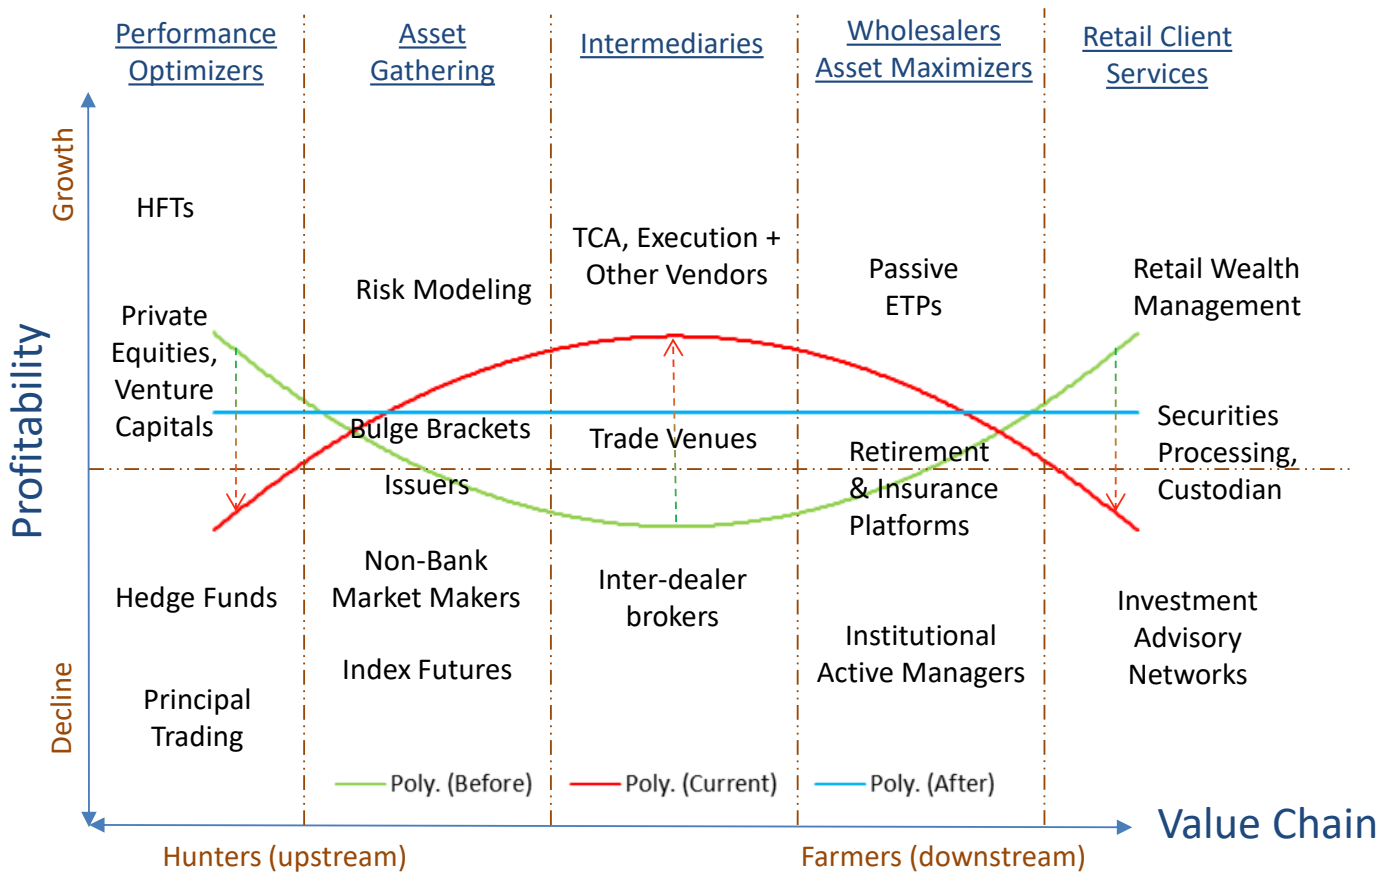 Performance
Optimizers
Asset
Gathering
Intermediaries
Wholesalers
Asset Maximizers
Retail Client
Services
Profitability
Growth
Decline
HFTs
Private
Equities,
Venture
Capitals
Hedge Funds
Principal
Trading
Risk Modeling
Bulge Brackets
Issuers
Non-Bank
Market Makers
Index Futures
TCA, Execution +
Other Vendors
Trade Venues
Inter-dealer
brokers
Passive
ETPs
Retirement
& Insurance
Platforms
Institutional
Active Managers
Retail Wealth
Management
Securities
Processing,
Custodian
Investment
Advisory
Networks
Poly. (Before)
Poly. (Current)
Poly. (After)
Value Chain
Hunters (upstream)
Farmers (downstream)